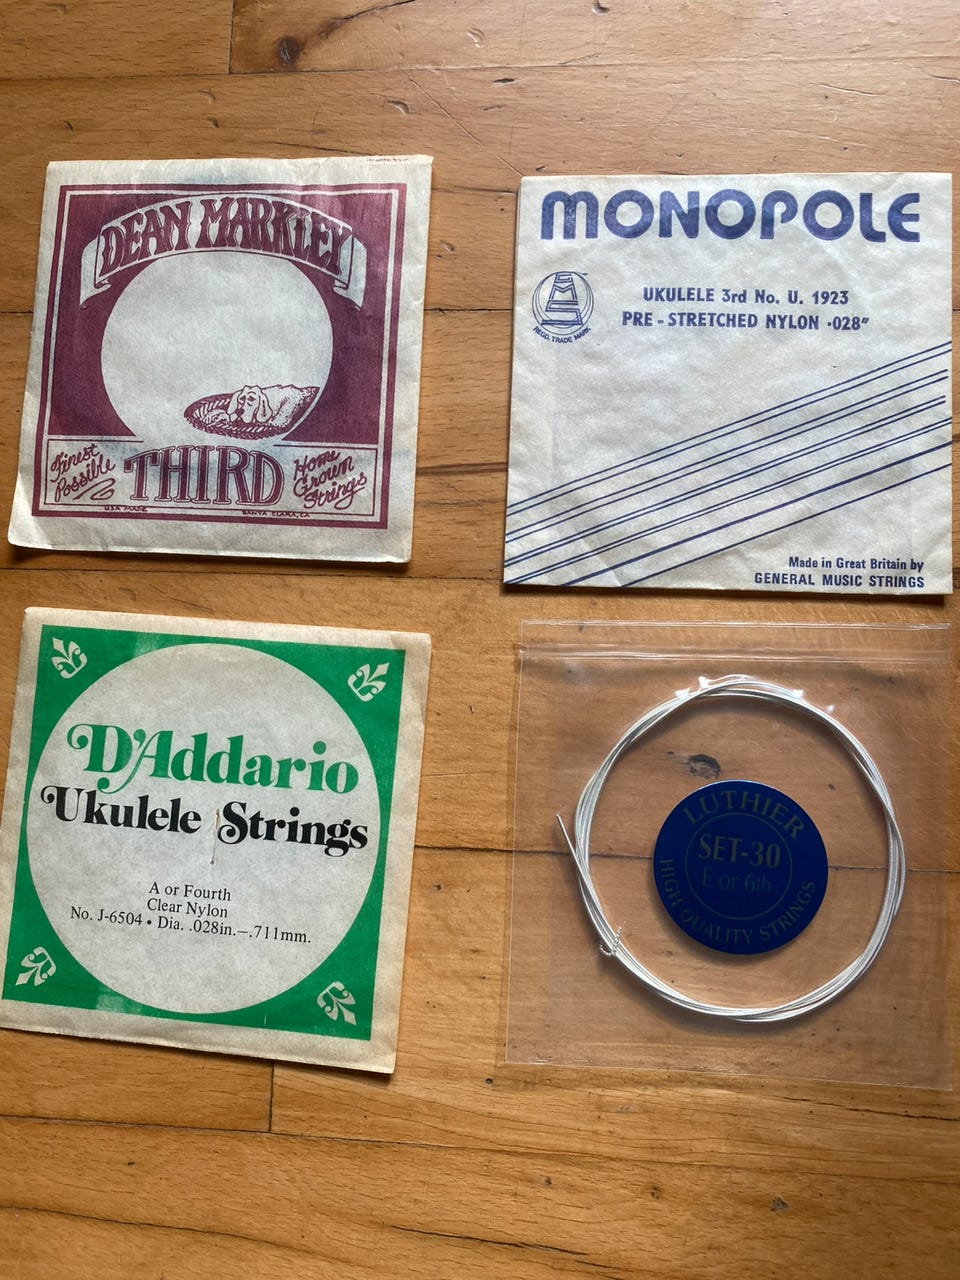 DEAN MARKLEY
Finest
Possible
THIRD
Home
Grown
Strings
USA MADE
SANTA CLARA, CA
MONOPOLE
GMS
REGD. TRADE MARK
UKULELE 3rd No. U. 1923
PRE - STRETCHED NYLON ·028"
Made in Great Britain by
GENERAL MUSIC STRINGS
D'Addario
Ukulele Strings
A or Fourth
Clear Nylon
No. J-6504 • Dia. .028in.–.711mm.
LUTHIER
SET-30
E or 6th
HIGH QUALITY STRINGS